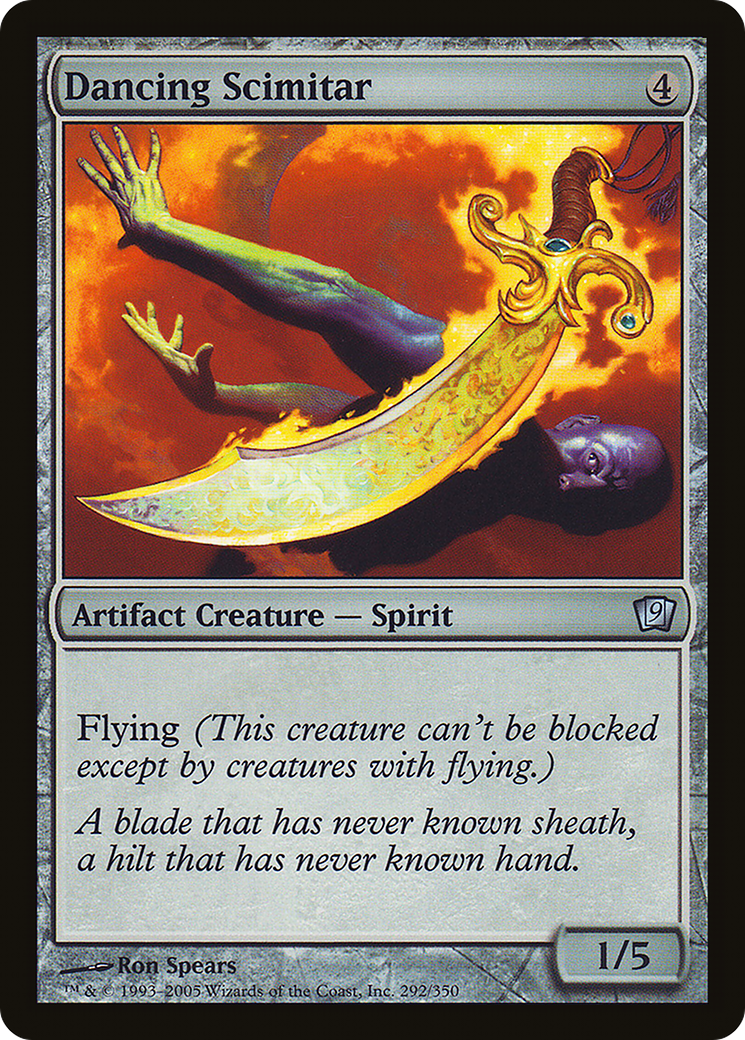 Dancing Scimitar
4
Artifact Creature — Spirit
9
Flying (This creature can't be blocked
except by creatures with flying.)
A blade that has never known sheath,
a hilt that has never known hand.
1/5
Ron Spears
™ & © 1993–2005 Wizards of the Coast, Inc. 292/350